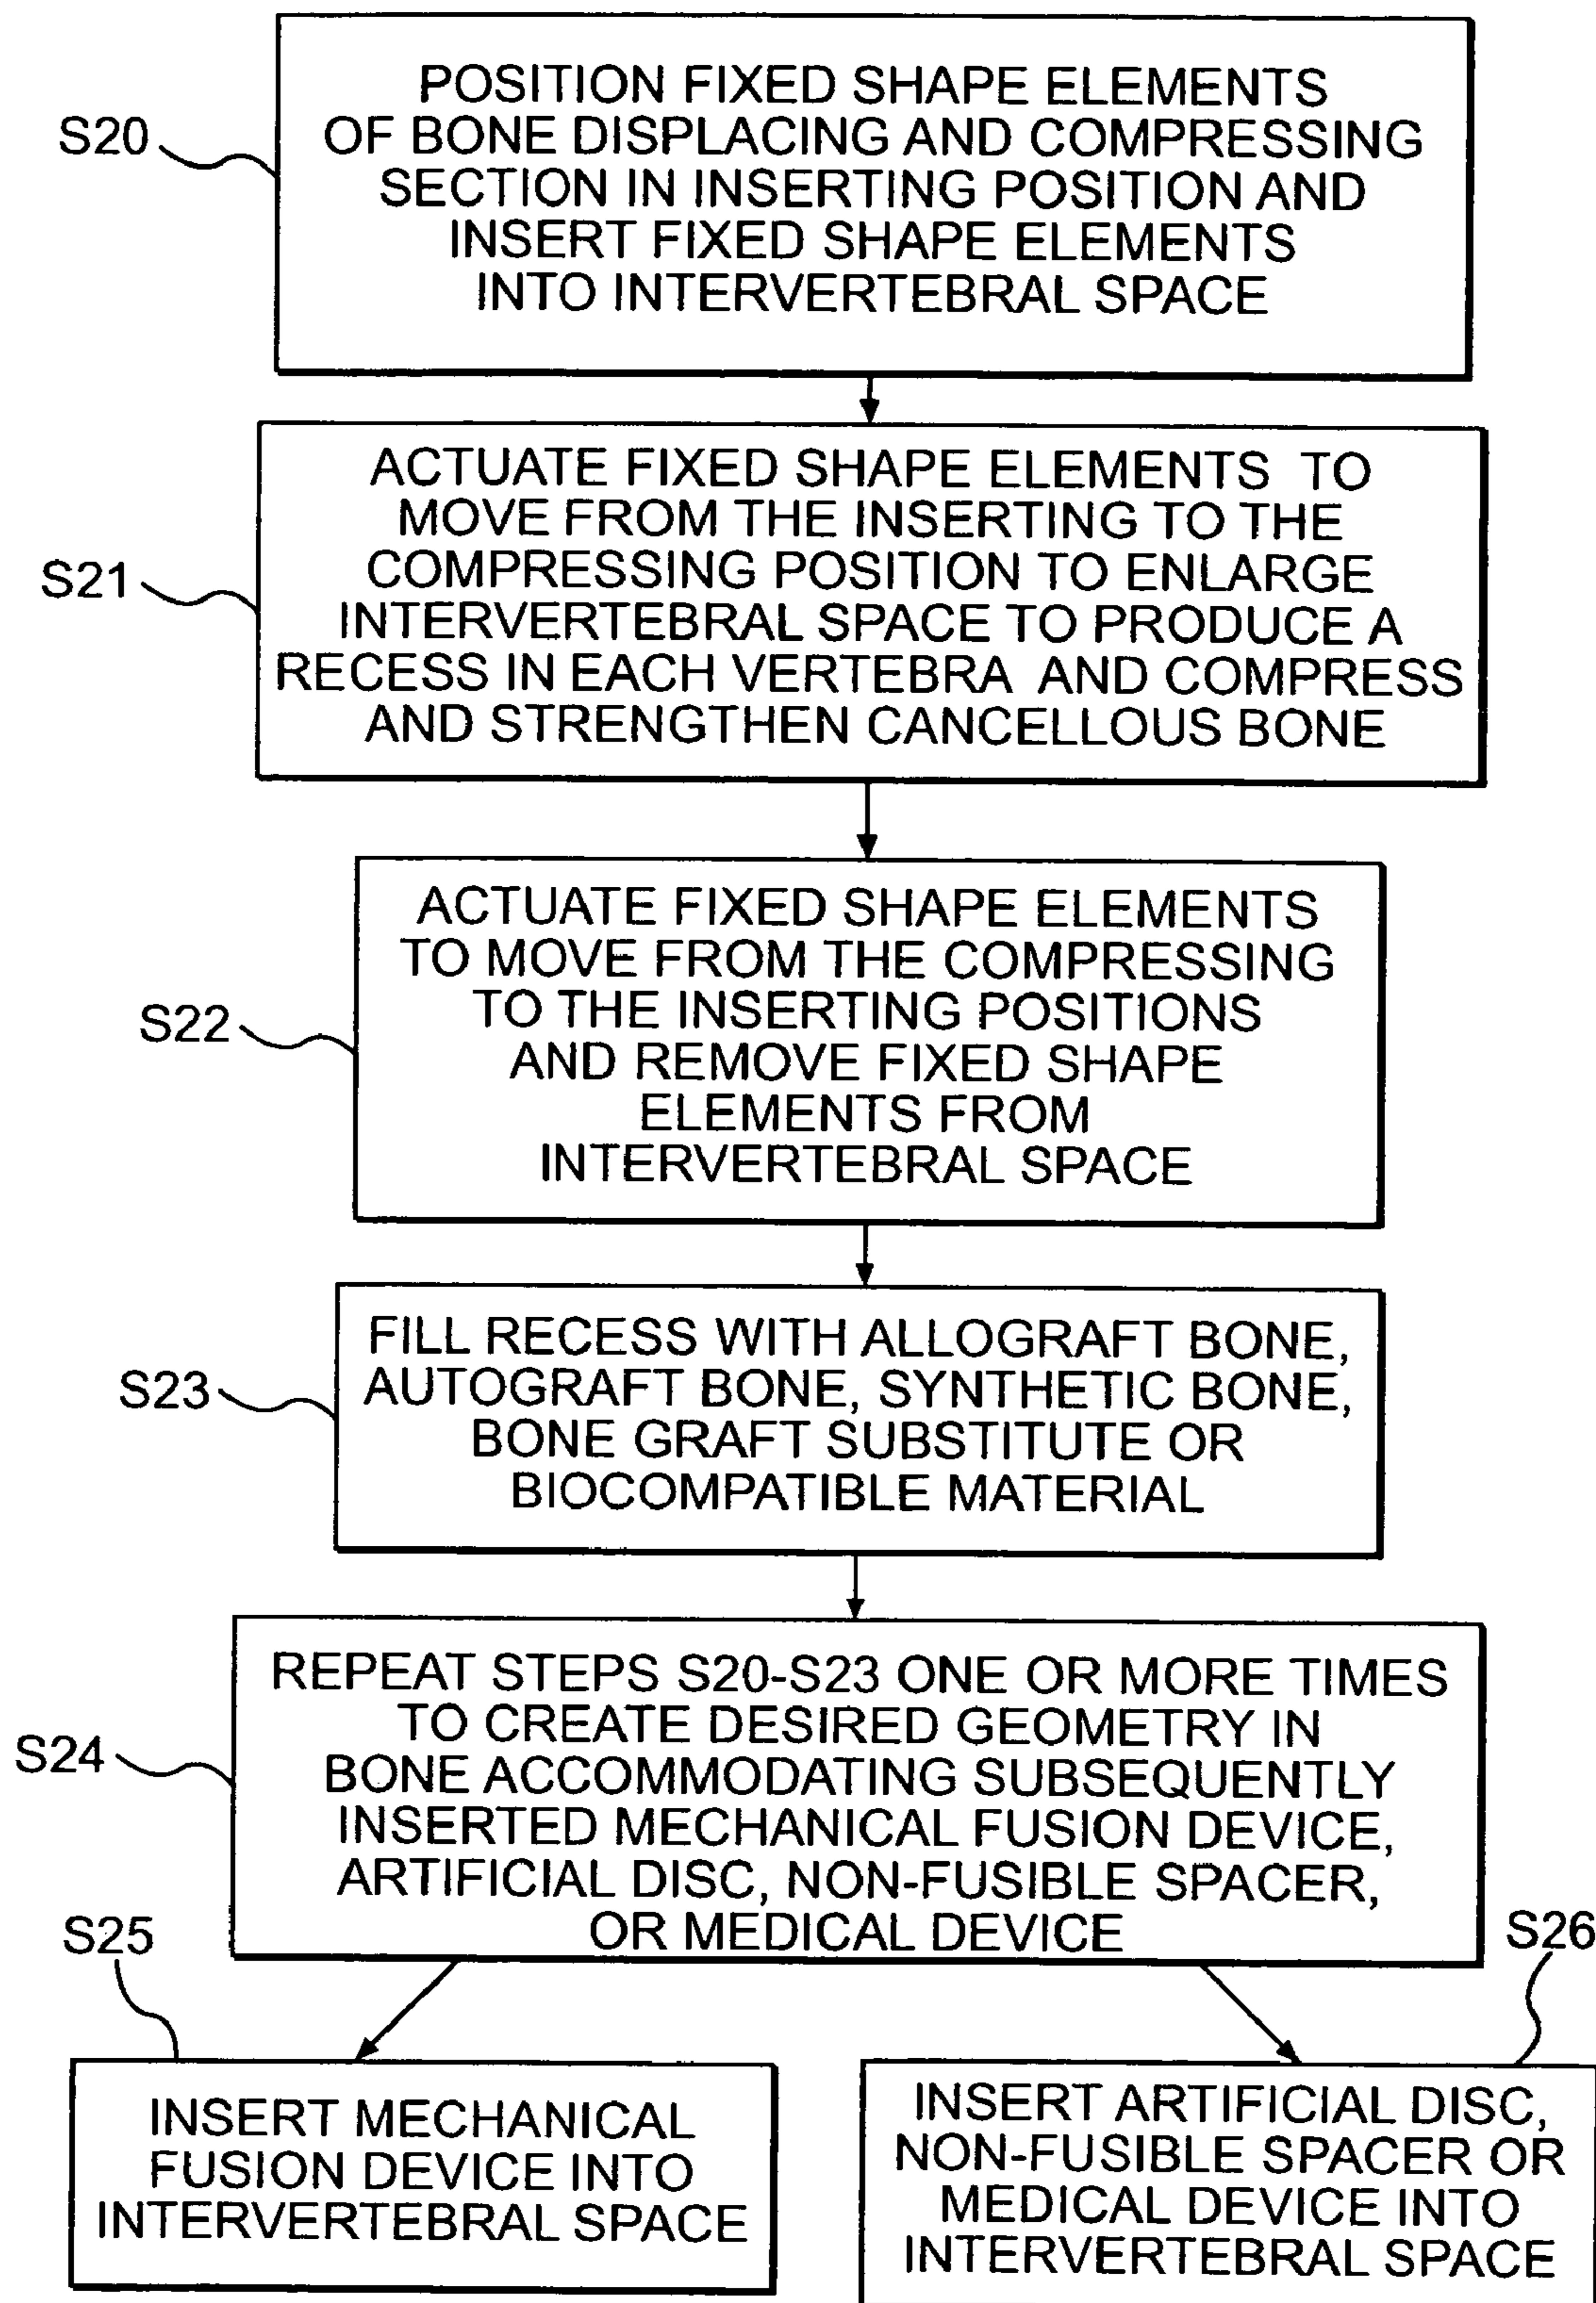 POSITION FIXED SHAPE ELEMENTS
OF BONE DISPLACING AND COMPRESSING
SECTION IN INSERTING POSITION AND
INSERT FIXED SHAPE ELEMENTS
INTO INTERVERTEBRAL SPACE
S20
ACTUATE FIXED SHAPE ELEMENTS TO
MOVE FROM THE INSERTING TO THE
COMPRESSING POSITION TO ENLARGE
INTERVERTEBRAL SPACE TO PRODUCE A
RECESS IN EACH VERTEBRA AND COMPRESS
AND STRENGTHEN CANCELLOUS BONE
S21
ACTUATE FIXED SHAPE ELEMENTS
TO MOVE FROM THE COMPRESSING
TO THE INSERTING POSITIONS
AND REMOVE FIXED SHAPE
ELEMENTS FROM
INTERVERTEBRAL SPACE
S22
FILL RECESS WITH ALLOGRAFT BONE,
AUTOGRAFT BONE, SYNTHETIC BONE,
BONE GRAFT SUBSTITUTE OR
BIOCOMPATIBLE MATERIAL
S23
REPEAT STEPS S20-S23 ONE OR MORE TIMES
TO CREATE DESIRED GEOMETRY IN
BONE ACCOMMODATING SUBSEQUENTLY
INSERTED MECHANICAL FUSION DEVICE,
ARTIFICIAL DISC, NON-FUSIBLE SPACER,
OR MEDICAL DEVICE
S24
S25
INSERT MECHANICAL
FUSION DEVICE INTO
INTERVERTEBRAL SPACE
S26
INSERT ARTIFICIAL DISC,
NON-FUSIBLE SPACER OR
MEDICAL DEVICE INTO
INTERVERTEBRAL SPACE